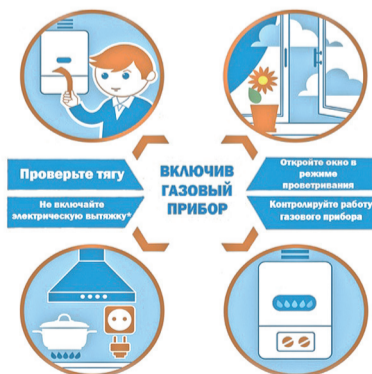 Проверьте тягу
Не включайте
электрическую вытяжку*
ВКЛЮЧИВ
ГАЗОВЫЙ
ПРИБОР
Откройте окно в
режиме
проветривания
Контролируйте работу
газового прибора